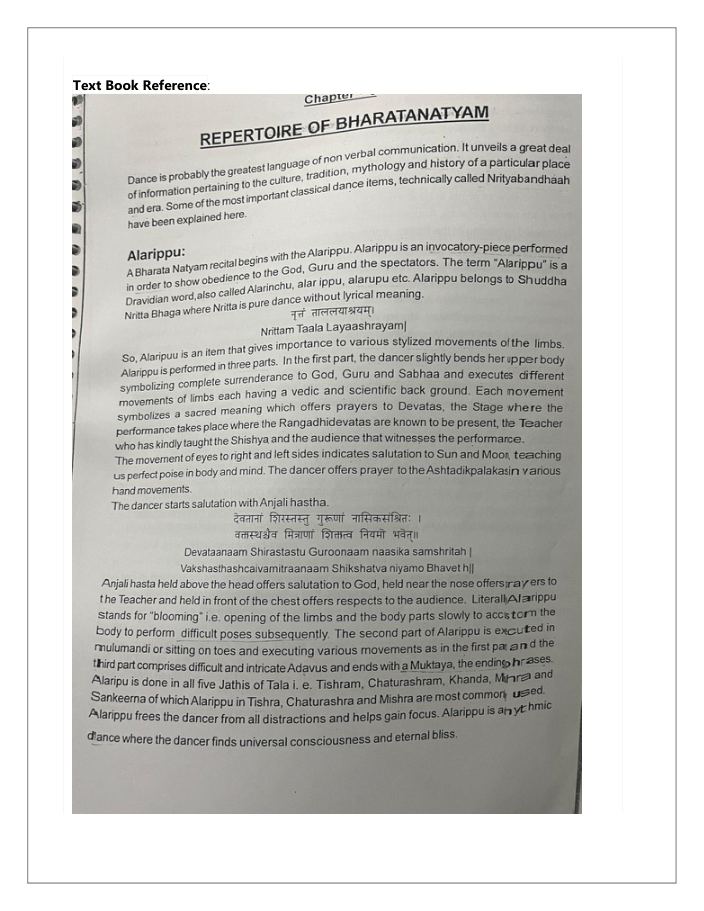 Text Book Reference:
Chapter
REPERTOIRE OF BHARATANATYAM
Dance is probably the greatest language of non verbal communication. It unveils a great deal
of information pertaining to the culture, tradition, mythology and history of a particular place
and era. Some of the most important classical dance items, technically called Nrityabandhaah
have been explained here.
Alarippu:
A Bharata Natyam recital begins with the Alarippu. Alarippu is an invocatory-piece performed
in order to show obedience to the God, Guru and the spectators. The term "Alarippu" is a
Dravidian word, also called Alarinchu, alar ippu, alarupu etc. Alarippu belongs to Shuddha
Nritta Bhaga where Nritta is pure dance without lyrical meaning.
नृत्तं ताललयाश्रयम्।
Nrittam Taala Layaashrayam|
So, Alaripuu is an item that gives importance to various stylized movements of the limbs.
Alarippu is performed in three parts. In the first part, the dancer slightly bends her upper body
symbolizing complete surrenderance to God, Guru and Sabhaa and executes different
movements of limbs each having a vedic and scientific back ground. Each movement
symbolizes a sacred meaning which offers prayers to Devatas, the Stage where the
performance takes place where the Rangadhidevatas are known to be present, the Teacher
who has kindly taught the Shishya and the audience that witnesses the performance.
The movement of eyes to right and left sides indicates salutation to Sun and Moon, teaching
us perfect poise in body and mind. The dancer offers prayer to the Ashtadikpalakas in various
hand movements.
The dancer starts salutation with Anjali hastha.
देवतानां शिरस्तस्तु गुरूणां नासिकसंश्रितः ।
वक्षस्थश्चैव मित्राणां शिक्षत्व नियमो भवेत्॥
Devataanaam Shirastastu Guroonaam naasika samshritah |
Vakshasthashcaivamitraanaam Shikshatva niyamo Bhavet h||
Anjali hasta held above the head offers salutation to God, held near the nose offers prayers to
the Teacher and held in front of the chest offers respects to the audience. Literally Alarippu
stands for "blooming" i.e. opening of the limbs and the body parts slowly to accustom the
body to perform difficult poses subsequently. The second part of Alarippu is executed in
mulumandi or sitting on toes and executing various movements as in the first part and the
third part comprises difficult and intricate Adavus and ends with a Muktaya, the ending phrases.
Alaripu is done in all five Jathis of Tala i. e. Tishram, Chaturashram, Khanda, Mihra and
Sankeerna of which Alarippu in Tishra, Chaturashra and Mishra are most common used.
Alarippu frees the dancer from all distractions and helps gain focus. Alarippu is a hythmic
dance where the dancer finds universal consciousness and eternal bliss.